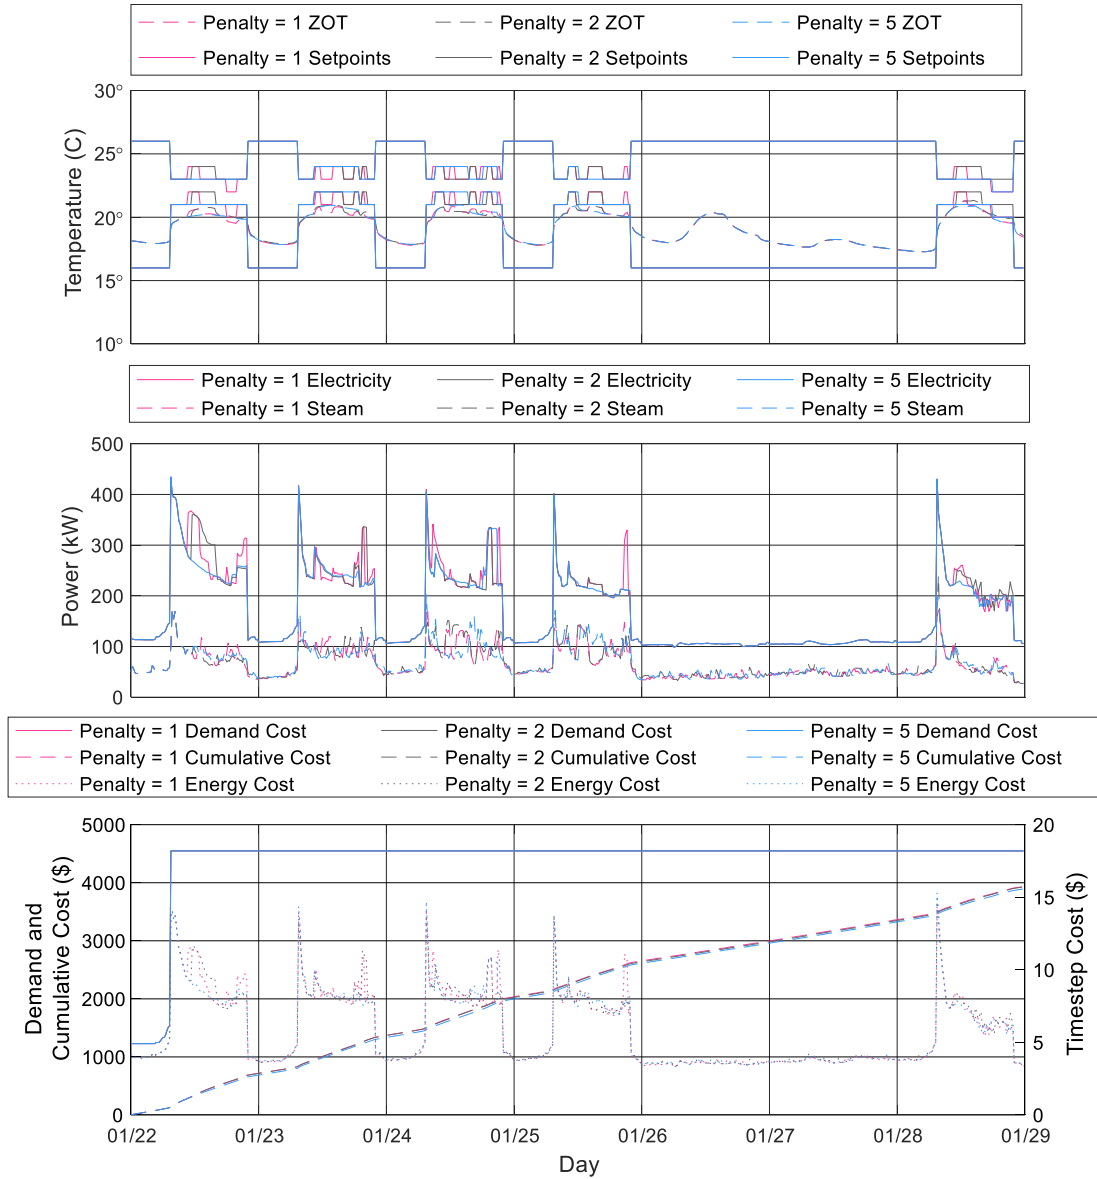 Penalty = 1 ZOT Penalty = 2 ZOT Penalty = 5 ZOT
Penalty = 1 Setpoints Penalty = 2 Setpoints Penalty = 5 Setpoints
30°
25°
20°
15°
10°
Temperature (C)
Penalty = 1 Electricity Penalty = 2 Electricity Penalty = 5 Electricity
Penalty = 1 Steam Penalty = 2 Steam Penalty = 5 Steam
500
400
300
200
100
0
Power (kW)
Penalty = 1 Demand Cost Penalty = 2 Demand Cost Penalty = 5 Demand Cost
Penalty = 1 Cumulative Cost Penalty = 2 Cumulative Cost Penalty = 5 Cumulative Cost
Penalty = 1 Energy Cost Penalty = 2 Energy Cost Penalty = 5 Energy Cost
5000
4000
3000
2000
1000
0
Demand and
Cumulative Cost ($)
20
15
10
5
0
Timestep Cost ($)
01/22 01/23 01/24 01/25 01/26 01/27 01/28 01/29
Day